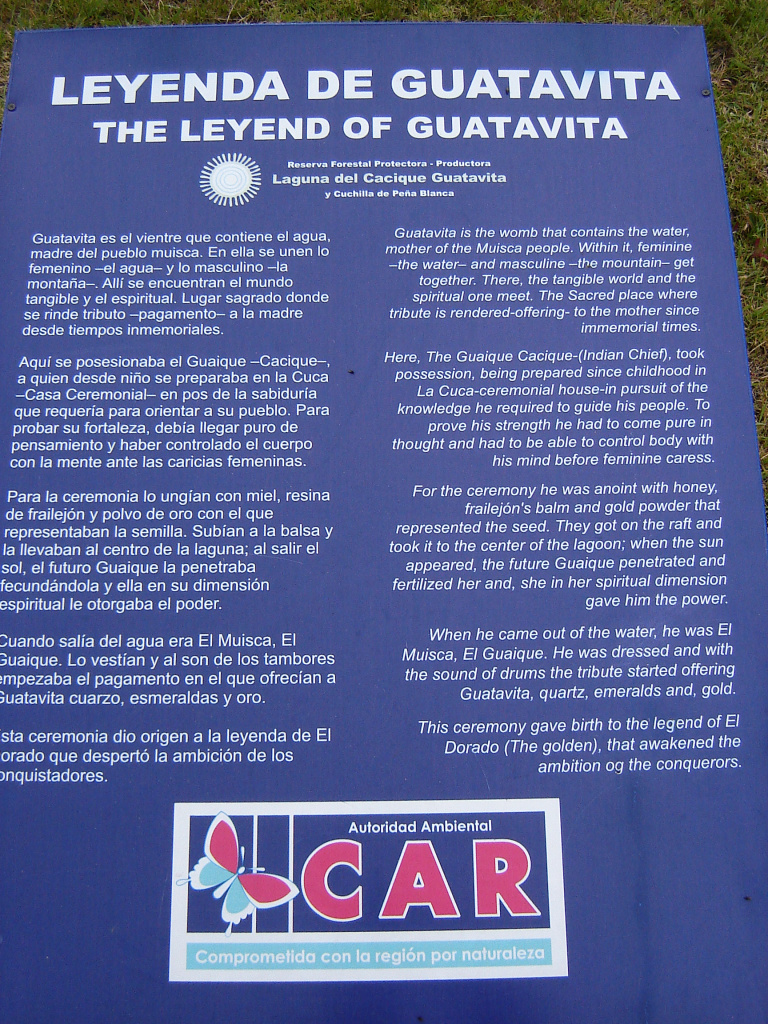 LEYENDA DE GUATAVITA
THE LEYEND OF GUATAVITA
Reserva Forestal Protectora - Productora
Laguna del Cacique Guatavita
y Cuchilla de Peña Blanca
Guatavita es el vientre que contiene el agua,
madre del pueblo muisca. En ella se unen lo
femenino –el agua– y lo masculino –la
montaña–. Allí se encuentran el mundo
tangible y el espiritual. Lugar sagrado donde
se rinde tributo –pagamento– a la madre
desde tiempos inmemoriales.
Aquí se posesionaba el Guaique –Cacique–,
a quien desde niño se preparaba en la Cuca
–Casa Ceremonial– en pos de la sabiduría
que requería para orientar a su pueblo. Para
probar su fortaleza, debía llegar puro de
pensamiento y haber controlado el cuerpo
con la mente ante las caricias femeninas.
Para la ceremonia lo ungían con miel, resina
de frailejón y polvo de oro con el que
representaban la semilla. Subían a la balsa y
la llevaban al centro de la laguna; al salir el
sol, el futuro Guaique la penetraba
fecundándola y ella en su dimensión
espiritual le otorgaba el poder.
Cuando salía del agua era El Muisca, El
Guaique. Lo vestían y al son de los tambores
empezaba el pagamento en el que ofrecían a
Guatavita cuarzo, esmeraldas y oro.
sta ceremonia dio origen a la leyenda de El
orado que despertó la ambición de los
onquistadores.
Guatavita is the womb that contains the water,
mother of the Muisca people. Within it, feminine
–the water– and masculine –the mountain– get
together. There, the tangible world and the
spiritual one meet. The Sacred place where
tribute is rendered-offering- to the mother since
immemorial times.
Here, The Guaique Cacique-(Indian Chief), took
possession, being prepared since childhood in
La Cuca-ceremonial house-in pursuit of the
knowledge he required to guide his people. To
prove his strength he had to come pure in
thought and had to be able to control body with
his mind before feminine caress.
For the ceremony he was anoint with honey,
frailejón's balm and gold powder that
represented the seed. They got on the raft and
took it to the center of the lagoon; when the sun
appeared, the future Guaique penetrated and
fertilized her and, she in her spiritual dimension
gave him the power.
When he came out of the water, he was El
Muisca, El Guaique. He was dressed and with
the sound of drums the tribute started offering
Guatavita, quartz, emeralds and, gold.
This ceremony gave birth to the legend of El
Dorado (The golden), that awakened the
ambition og the conquerors.
Autoridad Ambiental
CAR
Comprometida con la región por naturaleza